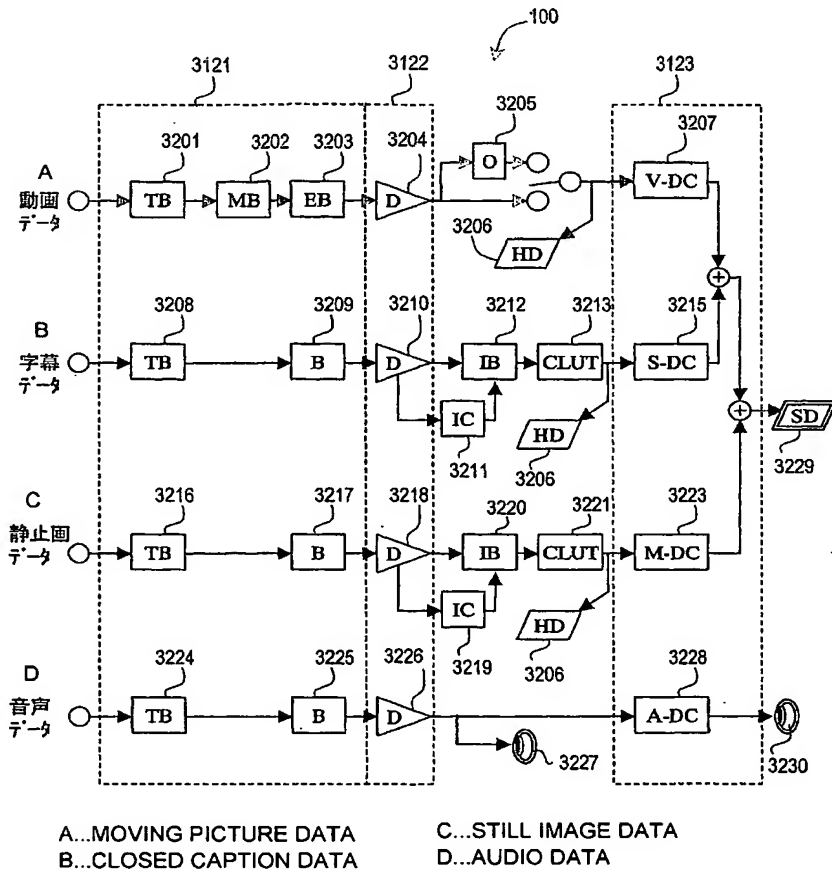 100
3121
3122
3123
3205
3201
3202
3203
3204
3207
A
動画
データ
TB
MB
EB
D
O
V-DC
3206
HD
3208
3209
3210
3212
3213
3215
B
字幕
データ
TB
B
D
IB
CLUT
S-DC
IC
3211
HD
3206
SD
3229
3216
3217
3218
3220
3221
3223
C
静止画
データ
TB
B
D
IB
CLUT
M-DC
IC
3219
HD
3206
3224
3225
3226
3228
D
音声
データ
TB
B
D
A-DC
3227
3230
A...MOVING PICTURE DATA
B...CLOSED CAPTION DATA
C...STILL IMAGE DATA
D...AUDIO DATA